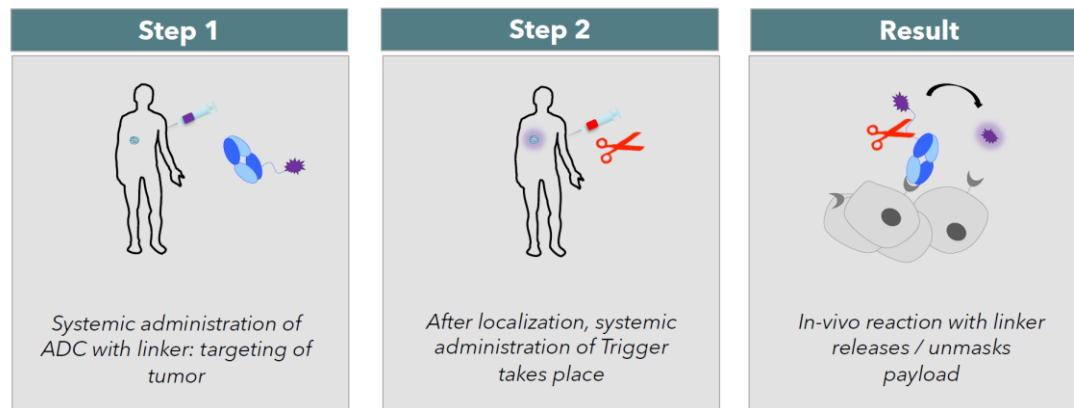 Step 1
Systemic administration of
ADC with linker: targeting of
tumor
Step 2
After localization, systemic
administration of Trigger
takes place
Result
In-vivo reaction with linker
releases / unmasks
payload